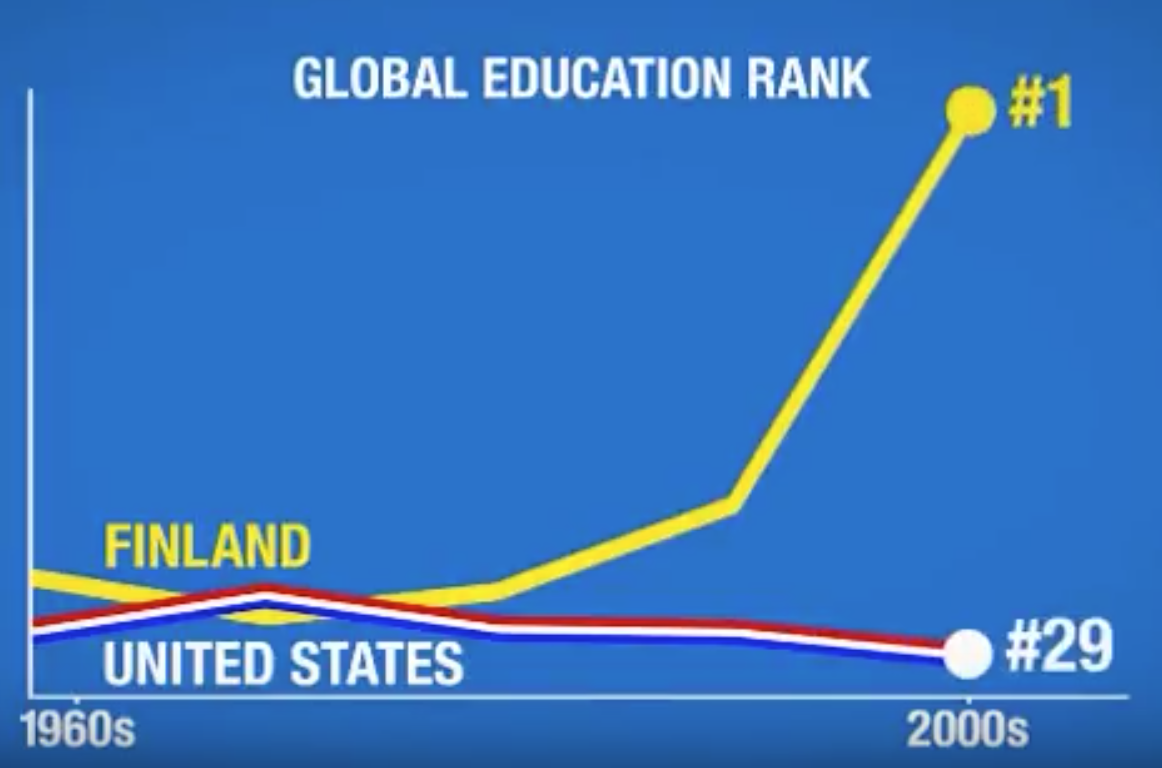 GLOBAL EDUCATION RANK
#1
FINLAND
UNITED STATES
#29
1960s
2000s